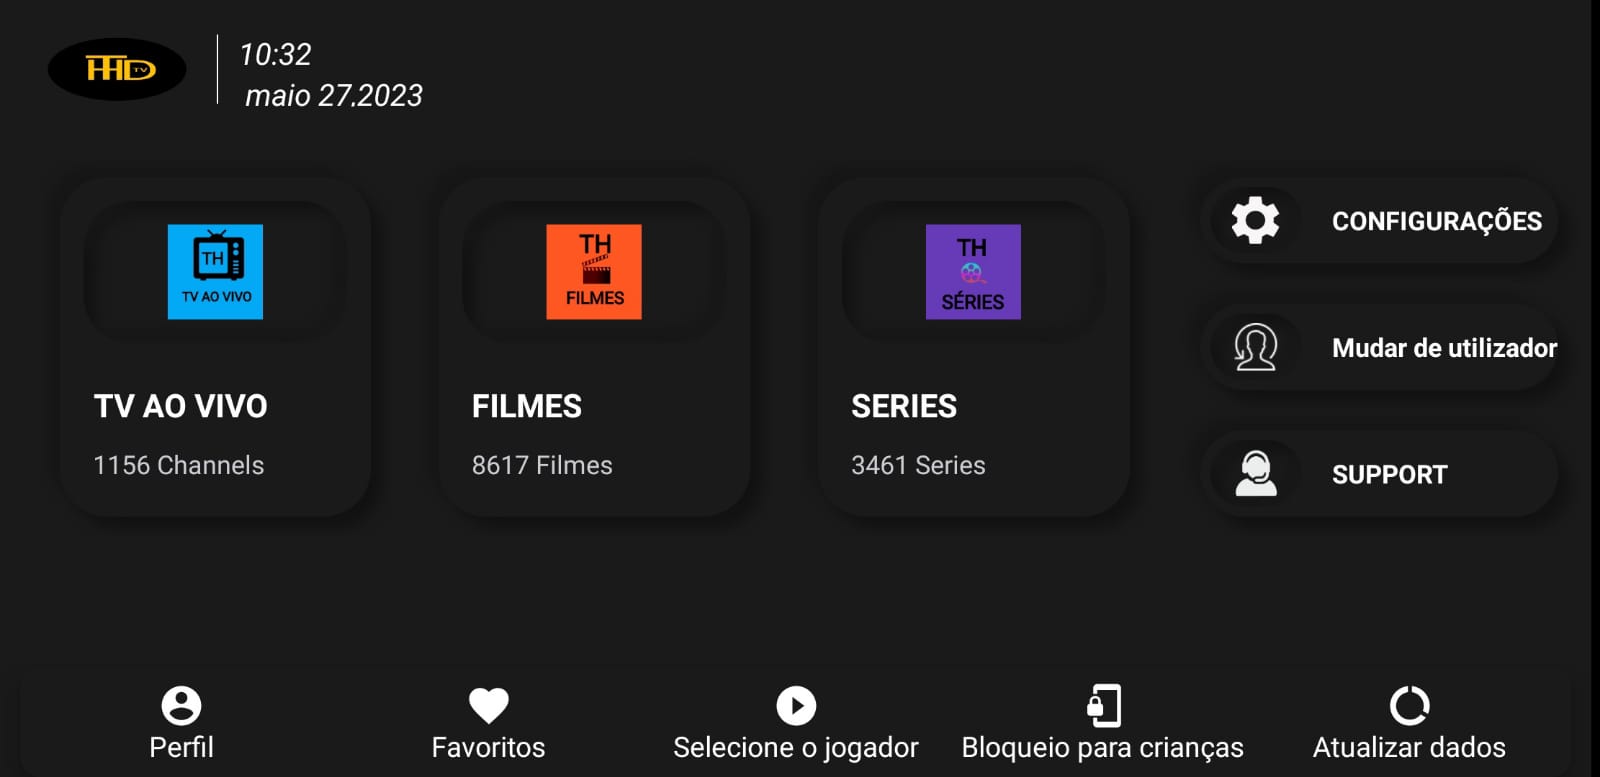 THD TV
10:32
maio 27,2023
TH
TV AO VIVO
TV AO VIVO
1156 Channels
TH
FILMES
FILMES
8617 Filmes
TH
SÉRIES
SERIES
3461 Series
CONFIGURAÇÕES
Mudar de utilizador
SUPPORT
Perfil
Favoritos
Selecione o jogador
Bloqueio para crianças
Atualizar dados